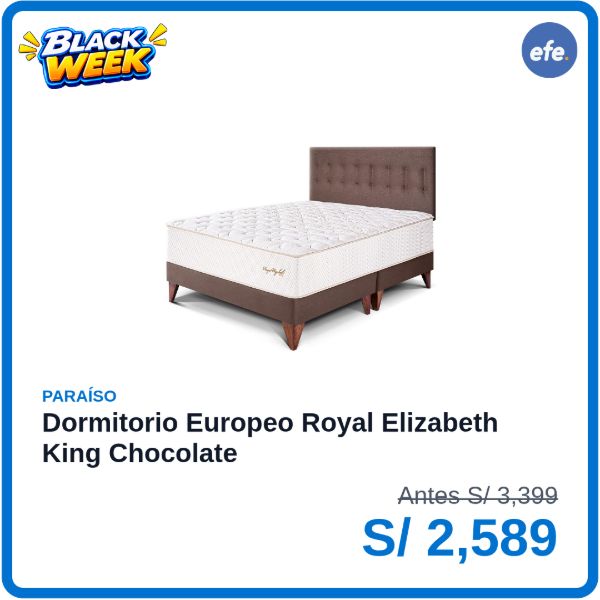 BLACK
WEEK
efe.
PARAÍSO
Dormitorio Europeo Royal Elizabeth
King Chocolate
Antes S/ 3,399
S/ 2,589